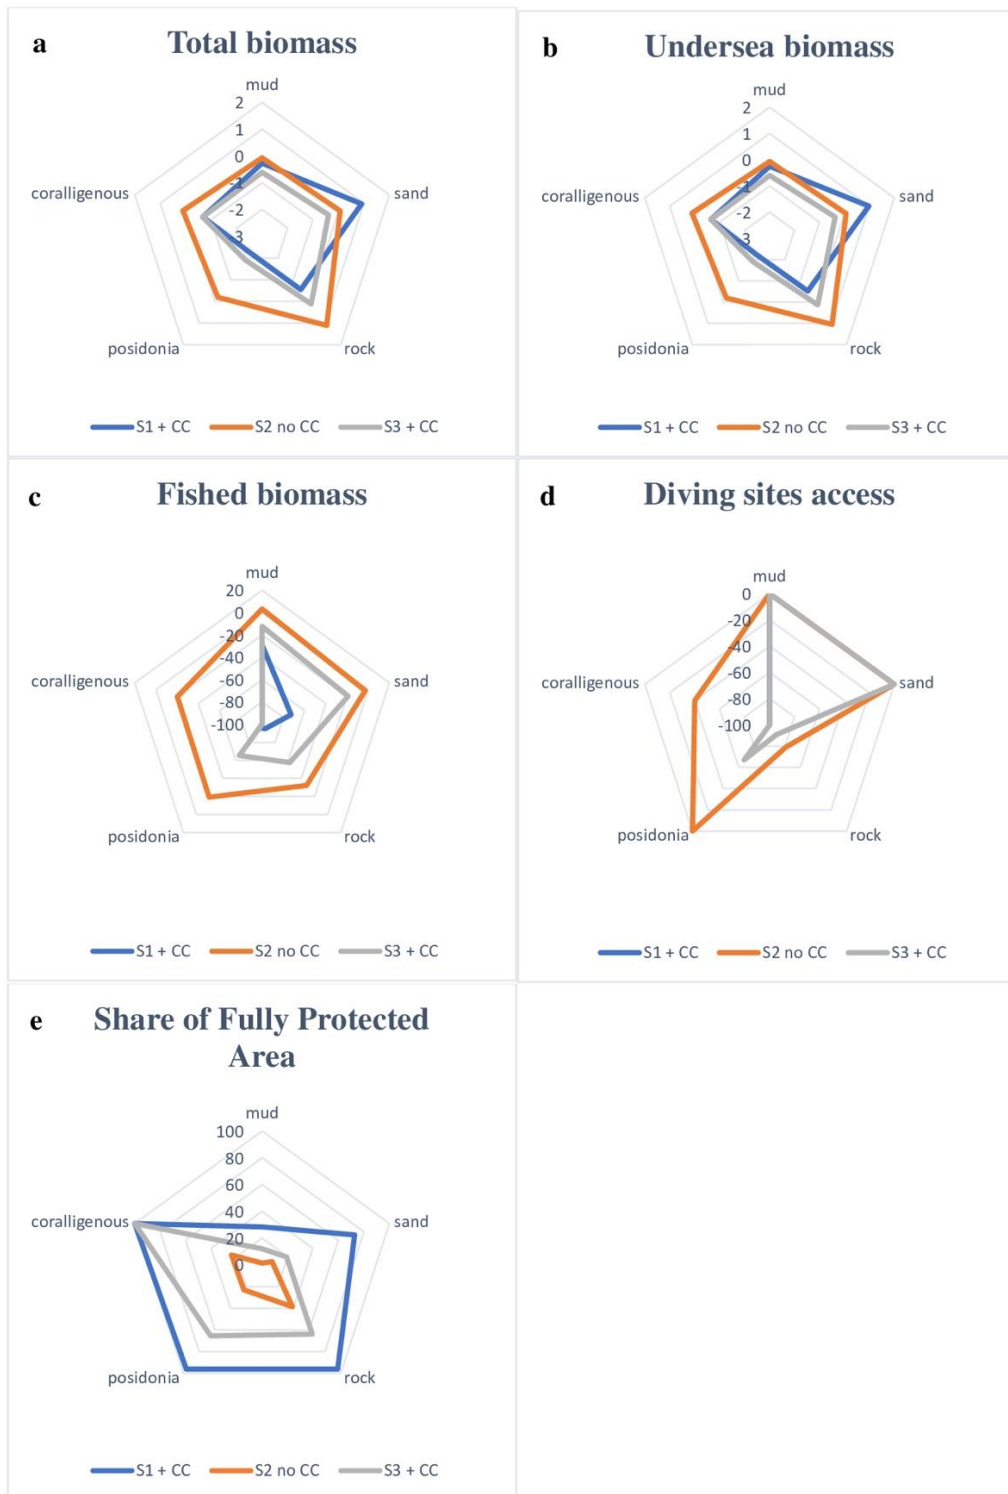 a
Total biomass
mud
2
1
0
-1
-2
3
coralligenous
sand
posidonia
rock
S1 + CC S2 no CC S3 + CC
b
Undersea biomass
mud
2
1
0
-1
-2
3
coralligenous
sand
posidonia
rock
S1 + CC S2 no CC S3 + CC
c
Fished biomass
mud
20
0
-20
-40
-60
-80
-100
coralligenous
sand
posidonia
rock
S1 + CC S2 no CC S3 + CC
d
Diving sites access
mud
0
-20
-40
-60
-80
-100
coralligenous
sand
posidonia
rock
S1 + CC S2 no CC S3 + CC
e
Share of Fully Protected
Area
mud
100
80
60
40
20
0
coralligenous
sand
posidonia
rock
S1 + CC S2 no CC S3 + CC